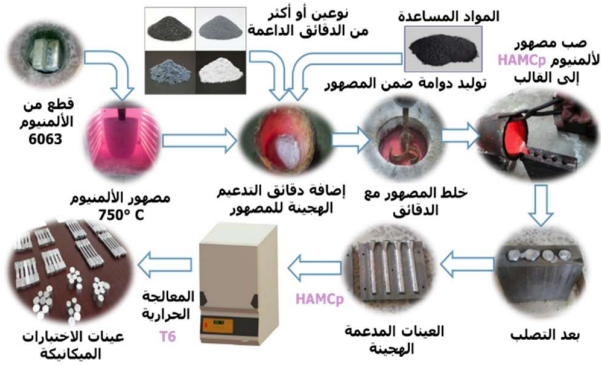 نوعين أو أكثر
من الدقائق الداعمة
المواد المساعدة
صب مصهور
ألمنيوم HAMCp
إلى القالب
توليد دوامة ضمن المصهور
قطع من
الألمنيوم
6063
مصهور الألمنيوم
750° C
إضافة دقائق التدعيم
الهجينة للمصهور
خلط المصهور مع
الدقائق
بعد التصلب
العينات المدعمة
الهجينة
HAMCp
المعالجة
الحرارية
T6
عينات الاختبارات
الميكانيكة